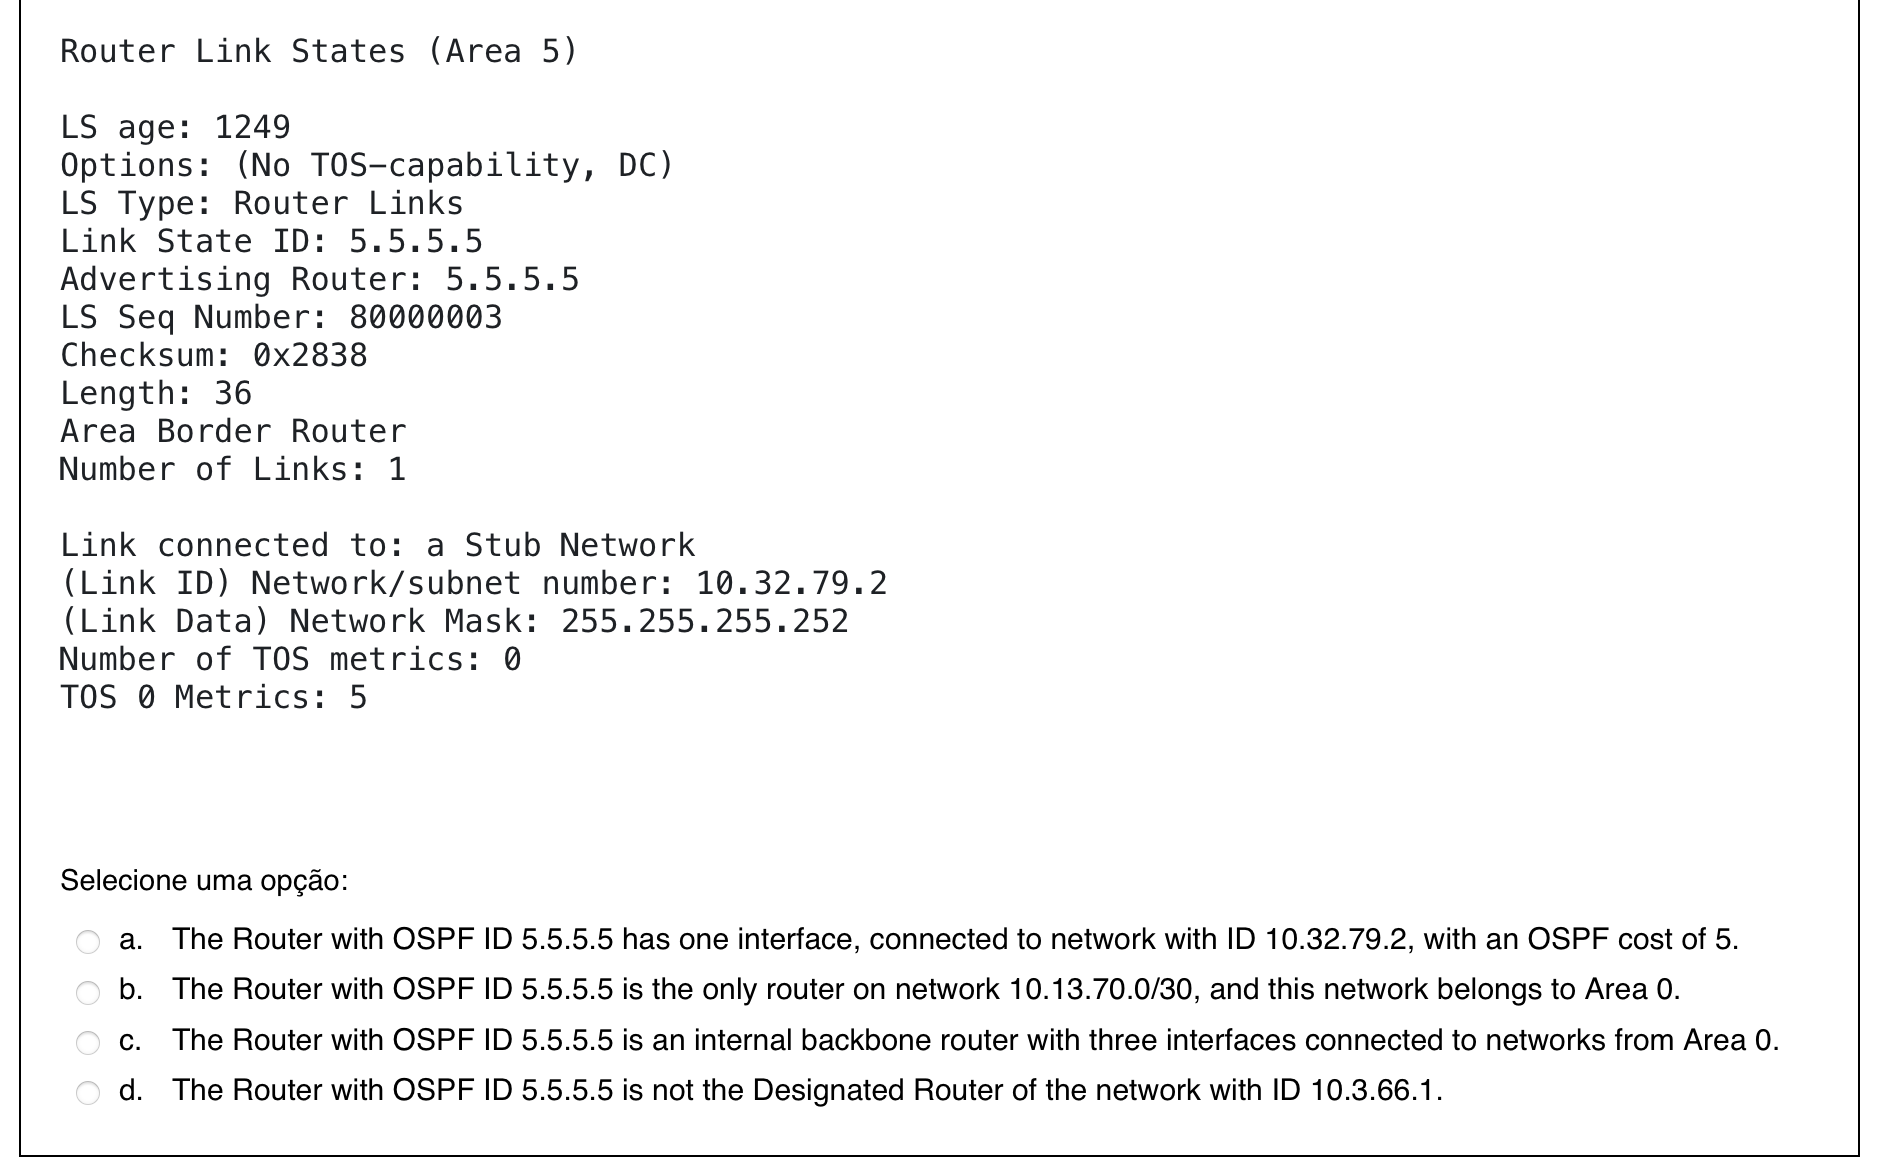 Router Link States (Area 5)
LS age: 1249
Options: (No TOS-capability, DC)
LS Type: Router Links
Link State ID: 5.5.5.5
Advertising Router: 5.5.5.5
LS Seq Number: 80000003
Checksum: 0x2838
Length: 36
Area Border Router
Number of Links: 1
Link connected to: a Stub Network
(Link ID) Network/subnet number: 10.32.79.2
(Link Data) Network Mask: 255.255.255.252
Number of TOS metrics: 0
TOS 0 Metrics: 5
Selecione uma opção:
a. The Router with OSPF ID 5.5.5.5 has one interface, connected to network with ID 10.32.79.2, with an OSPF cost of 5.
b. The Router with OSPF ID 5.5.5.5 is the only router on network 10.13.70.0/30, and this network belongs to Area 0.
c. The Router with OSPF ID 5.5.5.5 is an internal backbone router with three interfaces connected to networks from Area 0.
d. The Router with OSPF ID 5.5.5.5 is not the Designated Router of the network with ID 10.3.66.1.